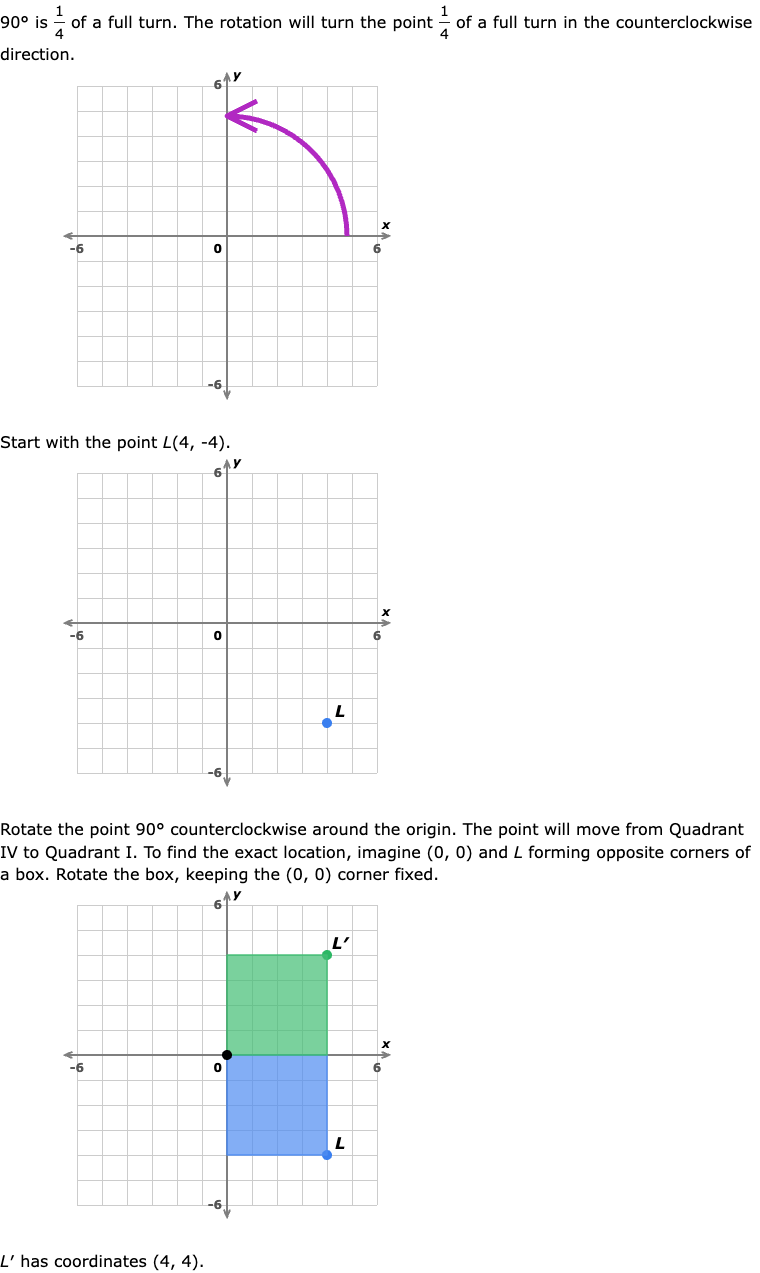 90° is 1/4 of a full turn. The rotation will turn the point 1/4 of a full turn in the counterclockwise
direction.
y
6
x
-6 0 6
-6
Start with the point L(4, -4).
y
6
x
-6 0 6
L
-6
Rotate the point 90° counterclockwise around the origin. The point will move from Quadrant
IV to Quadrant I. To find the exact location, imagine (0, 0) and L forming opposite corners of
a box. Rotate the box, keeping the (0, 0) corner fixed.
y
6
L′
x
-6 0 6
L
-6
L′ has coordinates (4, 4).